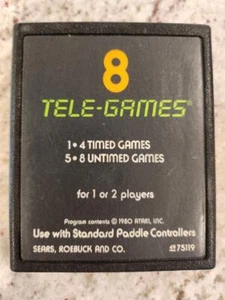 8
TELE-GAMES®
1•4 TIMED GAMES
5•8 UNTIMED GAMES
for 1 or 2 players
Program contents © 1980 ATARI, INC.
Use with Standard Paddle Controllers
SEARS, ROEBUCK AND CO. 49 75119